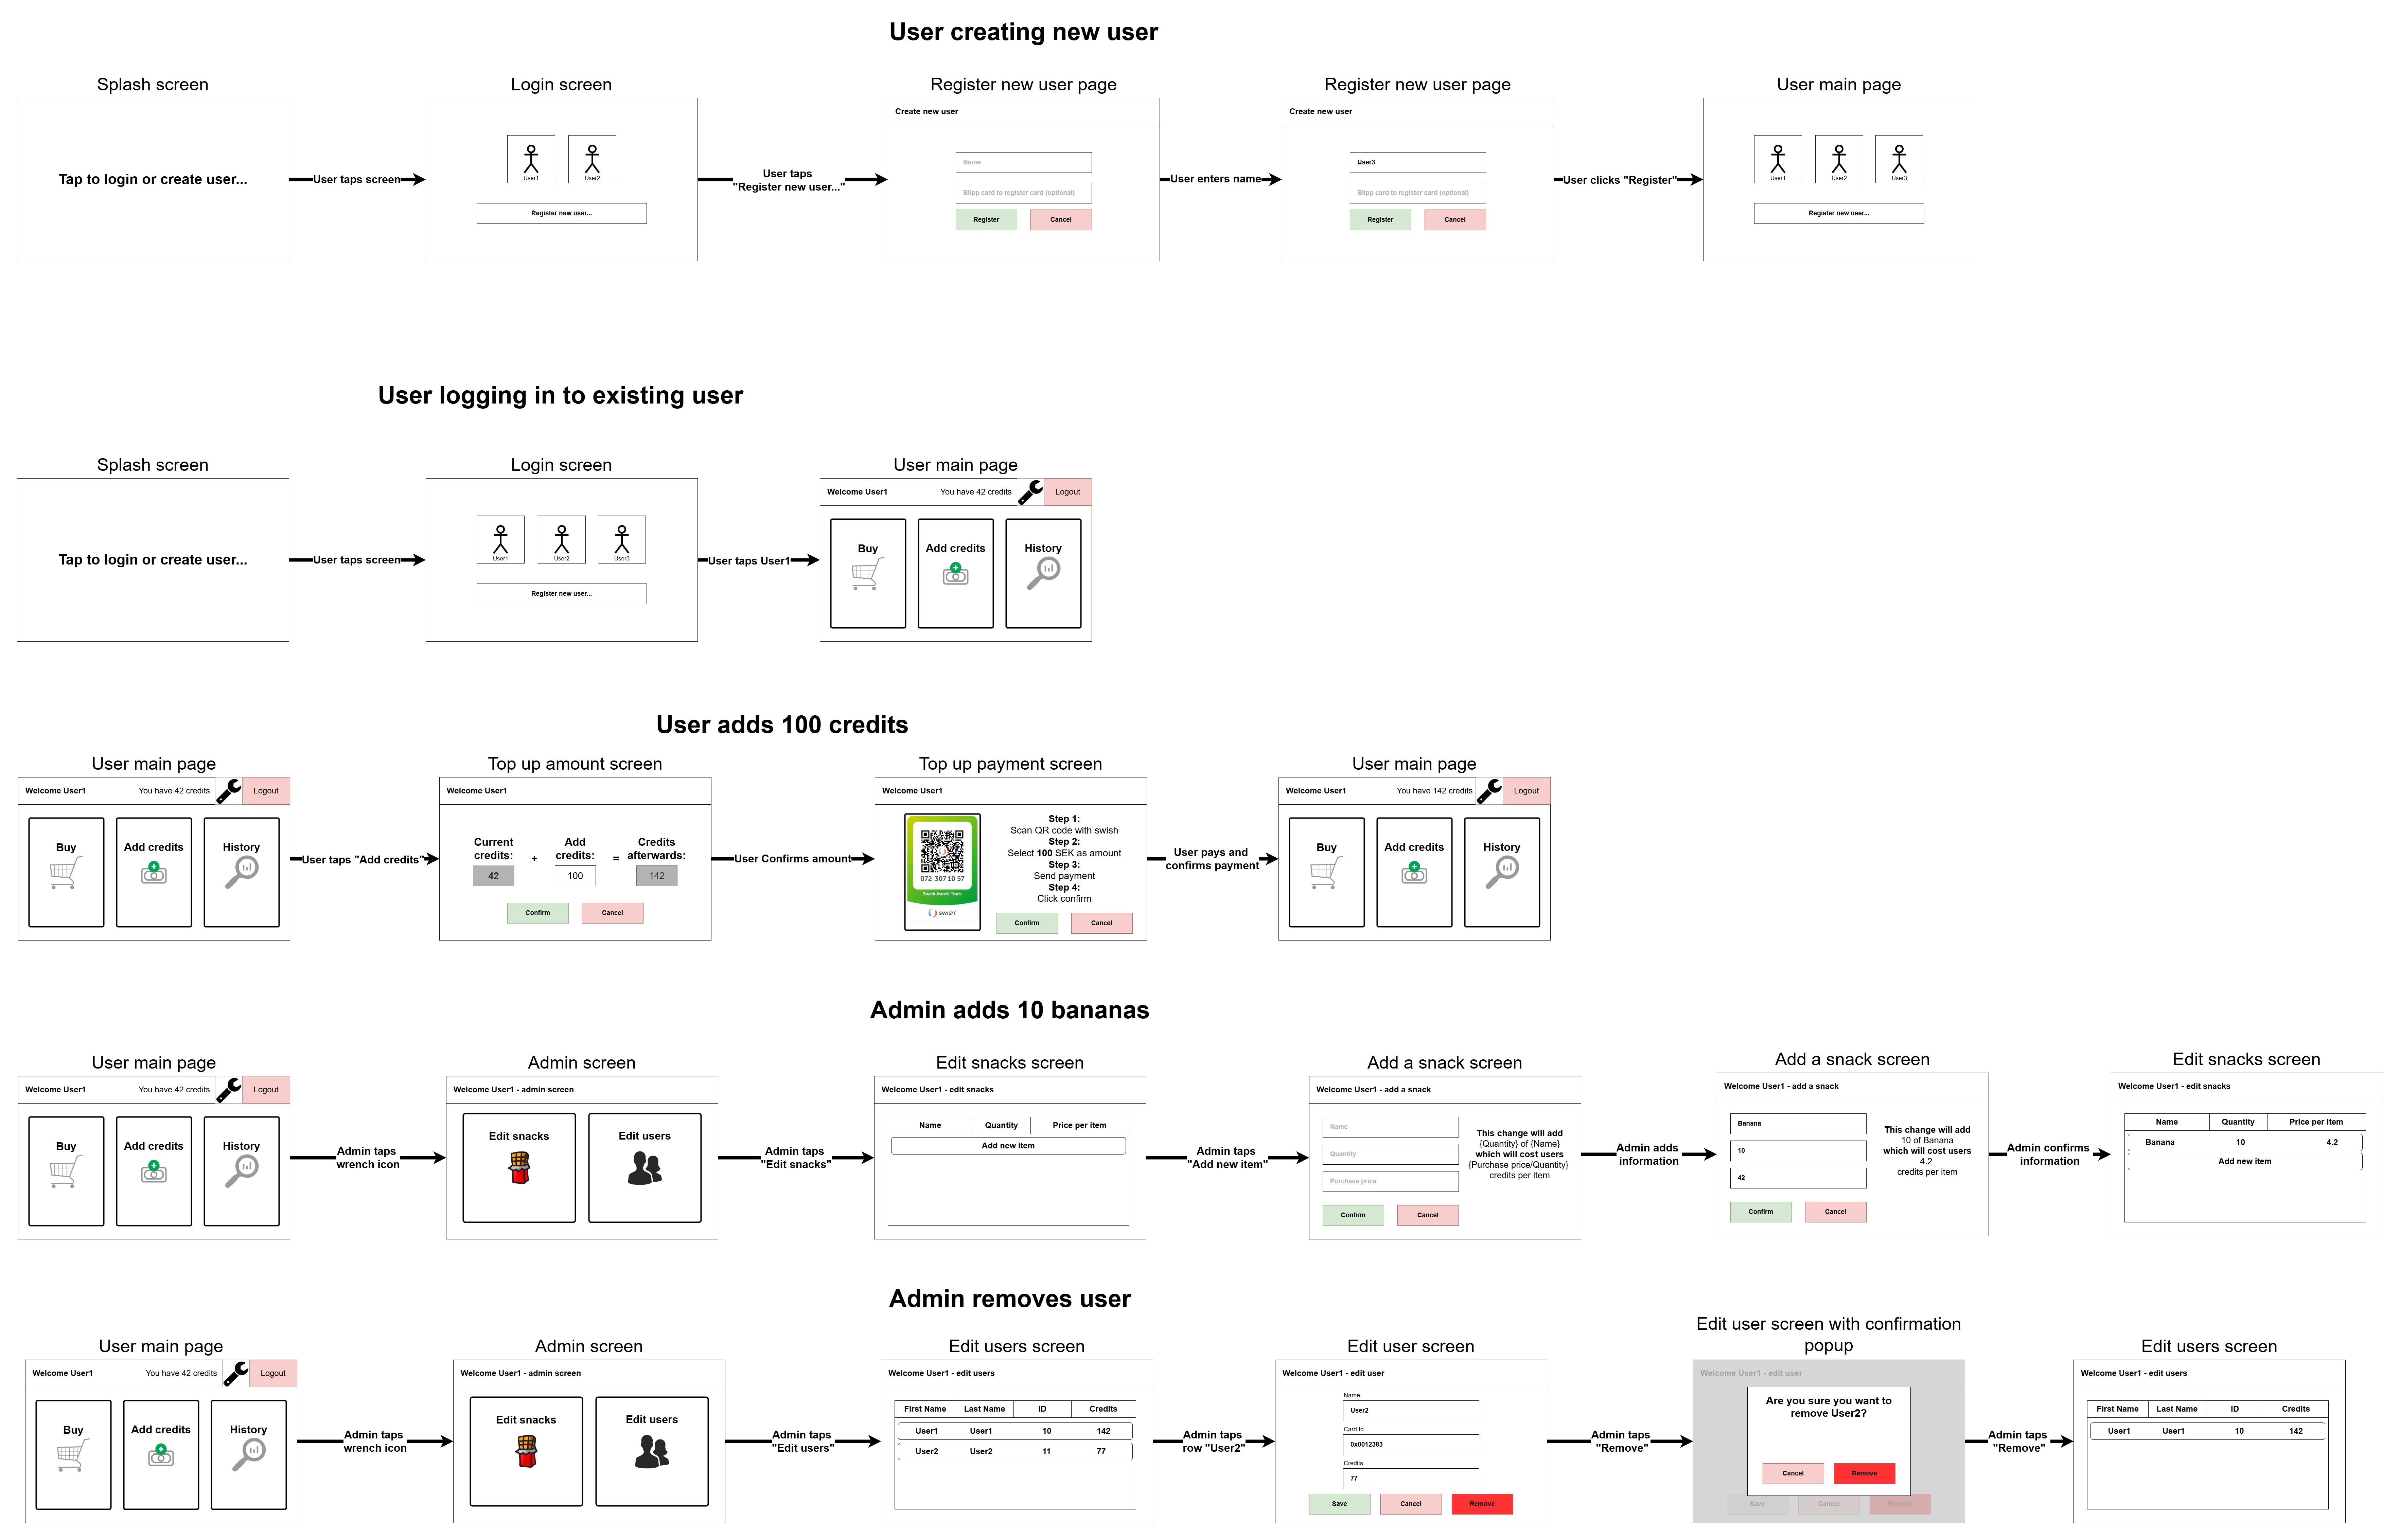 User creating new user
Splash screen
Login screen
Register new user page
Register new user page
User main page
Tap to login or create user...
User taps screen
User1
User2
Register new user...
User taps
"Register new user..."
Create new user
Name
Blipp card to register card (optional)
Register
Cancel
User enters name
Create new user
User3
Blipp card to register card (optional)
Register
Cancel
User clicks "Register"
User1
User2
User3
Register new user...
User logging in to existing user
Splash screen
Login screen
User main page
Tap to login or create user...
User taps screen
User1
User2
User3
Register new user...
User taps User1
Welcome User1
You have 42 credits
Logout
Buy
Add credits
History
User adds 100 credits
User main page
Top up amount screen
Top up payment screen
User main page
Welcome User1
You have 42 credits
Logout
Buy
Add credits
History
User taps "Add credits"
Welcome User1
Current
credits:
42
+
Add
credits:
100
=
Credits
afterwards:
142
Confirm
Cancel
User Confirms amount
Welcome User1
072-307 10 57
Snack Attack Track
swish
Step 1:
Scan QR code with swish
Step 2:
Select 100 SEK as amount
Step 3:
Send payment
Step 4:
Click confirm
Confirm
Cancel
User pays and
confirms payment
Welcome User1
You have 142 credits
Logout
Buy
Add credits
History
Admin adds 10 bananas
User main page
Admin screen
Edit snacks screen
Add a snack screen
Add a snack screen
Edit snacks screen
Welcome User1
You have 42 credits
Logout
Buy
Add credits
History
Admin taps
wrench icon
Welcome User1 - admin screen
Edit snacks
Edit users
Admin taps
"Edit snacks"
Welcome User1 - edit snacks
Name
Quantity
Price per item
Add new item
Admin taps
"Add new item"
Welcome User1 - add a snack
Name
Quantity
Purchase price
Confirm
Cancel
This change will add
{Quantity} of {Name}
which will cost users
{Purchase price/Quantity}
credits per item
Admin adds
information
Welcome User1 - add a snack
Banana
10
42
Confirm
Cancel
This change will add
10 of Banana
which will cost users
4.2
credits per item
Admin confirms
information
Welcome User1 - edit snacks
Name
Quantity
Price per item
Banana
10
4.2
Add new item
Admin removes user
User main page
Admin screen
Edit users screen
Edit user screen
Edit user screen with confirmation
popup
Edit users screen
Welcome User1
You have 42 credits
Logout
Buy
Add credits
History
Admin taps
wrench icon
Welcome User1 - admin screen
Edit snacks
Edit users
Admin taps
"Edit users"
Welcome User1 - edit users
First Name
Last Name
ID
Credits
User1
User1
10
142
User2
User2
11
77
Admin taps
row "User2"
Welcome User1 - edit user
Name
User2
Card Id
0x0012383
Credits
77
Save
Cancel
Remove
Admin taps
"Remove"
Welcome User1 - edit user
Are you sure you want to
remove User2?
Cancel
Remove
Save
Cancel
Remove
Admin taps
"Remove"
Welcome User1 - edit users
First Name
Last Name
ID
Credits
User1
User1
10
142